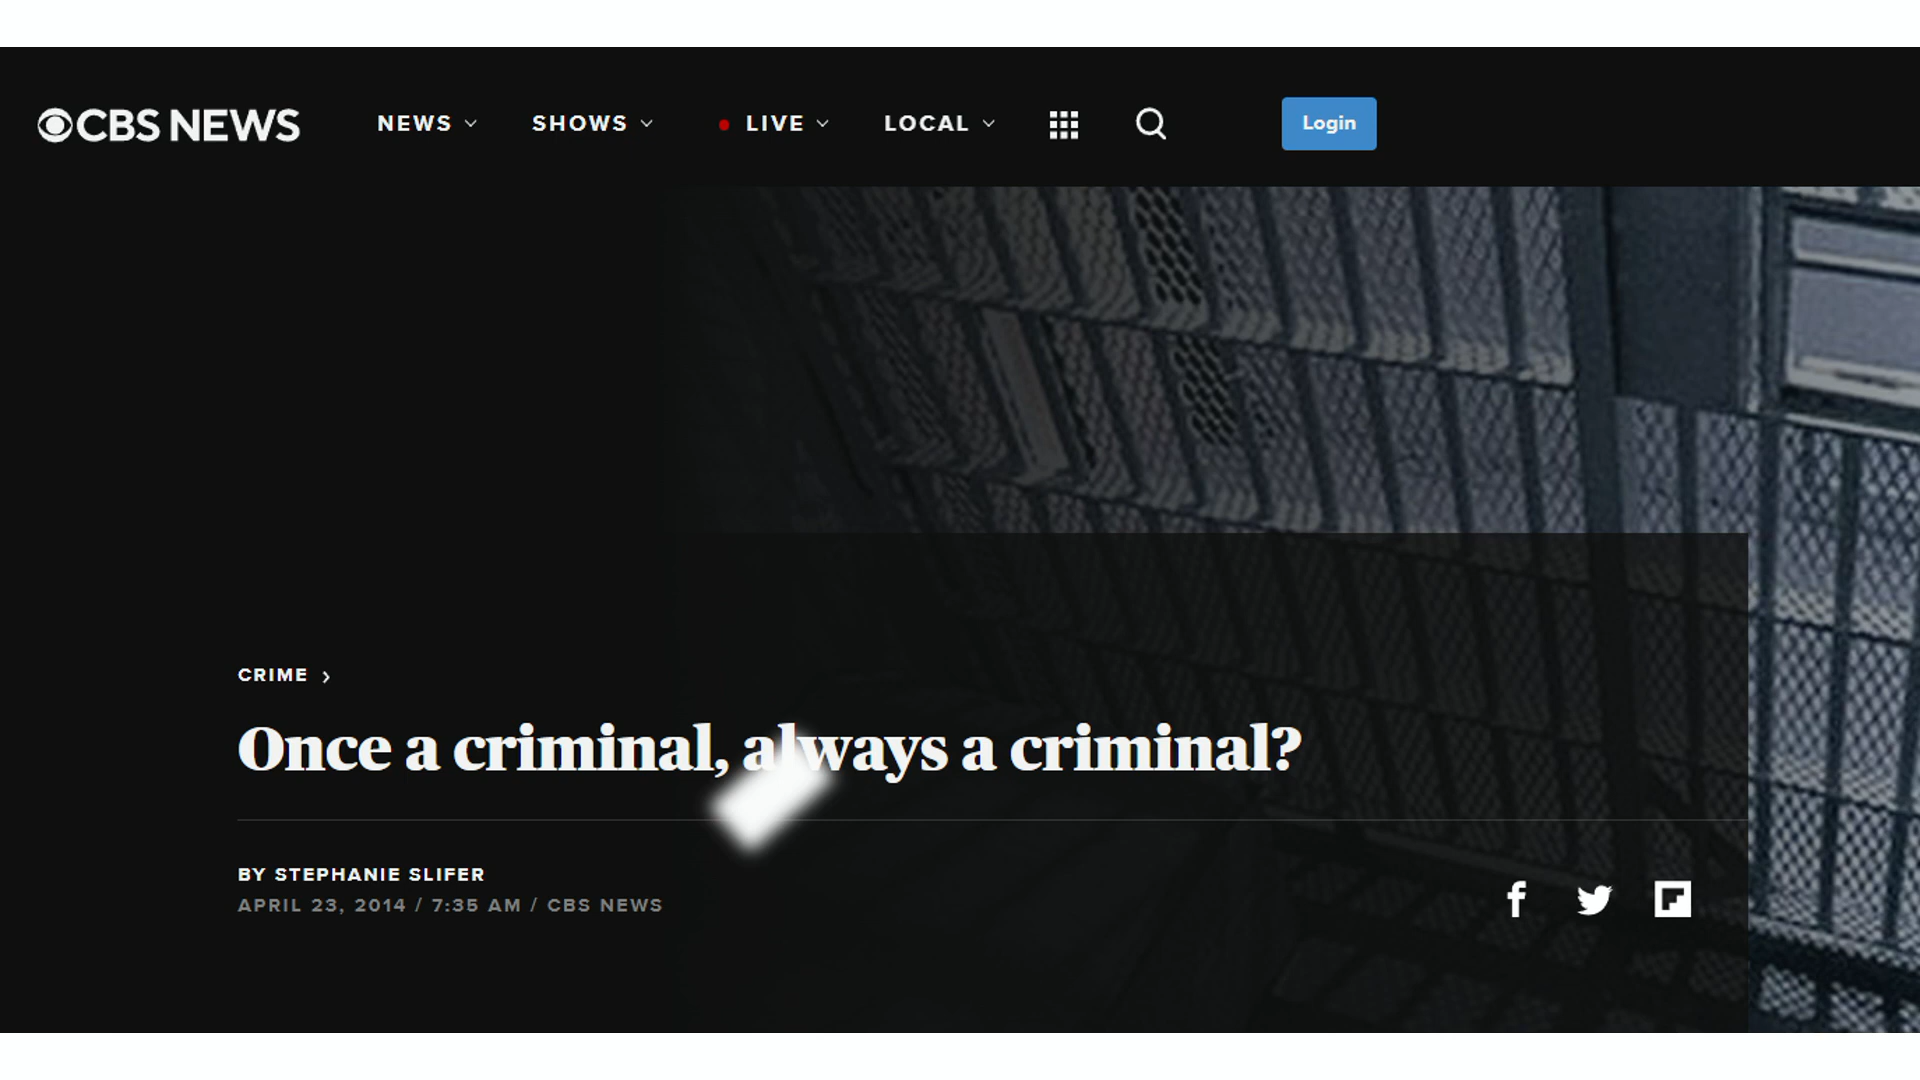 CBS NEWS
NEWS
SHOWS
LIVE
LOCAL
Login
CRIME
Once a criminal, always a criminal?
BY STEPHANIE SLIFER
APRIL 23, 2014 / 7:35 AM / CBS NEWS